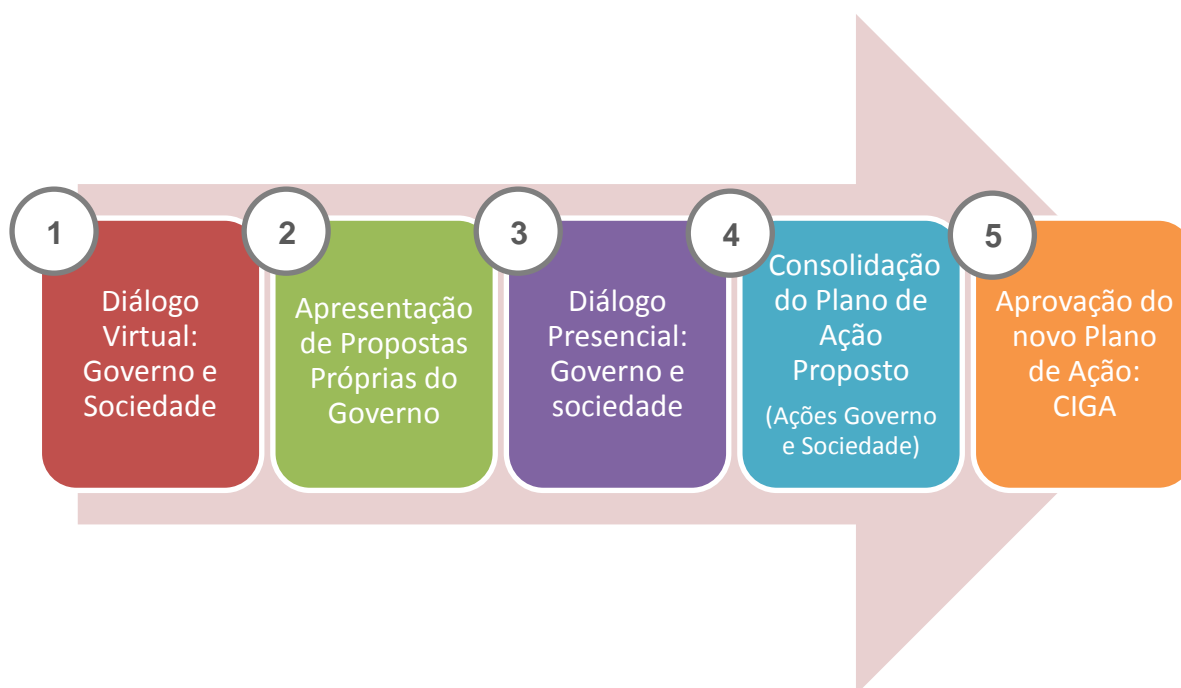 1
Diálogo
Virtual:
Governo e
Sociedade
2
Apresentação
de Propostas
Próprias do
Governo
3
Diálogo
Presencial:
Governo e
sociedade
4
Consolidação
do Plano de
Ação
Proposto
(Ações Governo
e Sociedade)
5
Aprovação do
novo Plano
de Ação:
CIGA